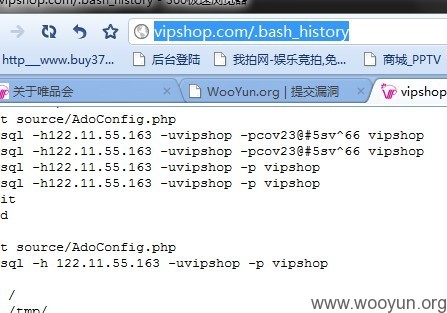 vipshop.com/.bash_history - 360极速浏览器
vipshop.com/.bash_history
http___www.buy37... 后台登陆 我拍网-娱乐竞拍,免... 商城_PPTV
关于唯品会 WooYun.org | 提交漏洞 vipshop
t source/AdoConfig.php
sql -h122.11.55.163 -uvipshop -pcov23@#5sv^66 vipshop
sql -h122.11.55.163 -uvipshop -pcov23@#5sv^66 vipshop
sql -h122.11.55.163 -uvipshop -p vipshop
sql -h122.11.55.163 -uvipshop -p vipshop
it
d
t source/AdoConfig.php
sql -h 122.11.55.163 -uvipshop -p vipshop
/
/tmp/
www.wooyun.org